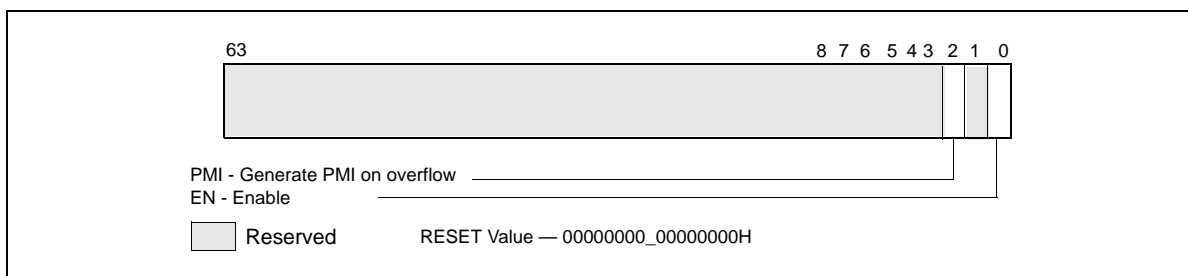 63 8 7 6 5 4 3 2 1 0
PMI - Generate PMI on overflow
EN - Enable
Reserved RESET Value — 00000000_00000000H